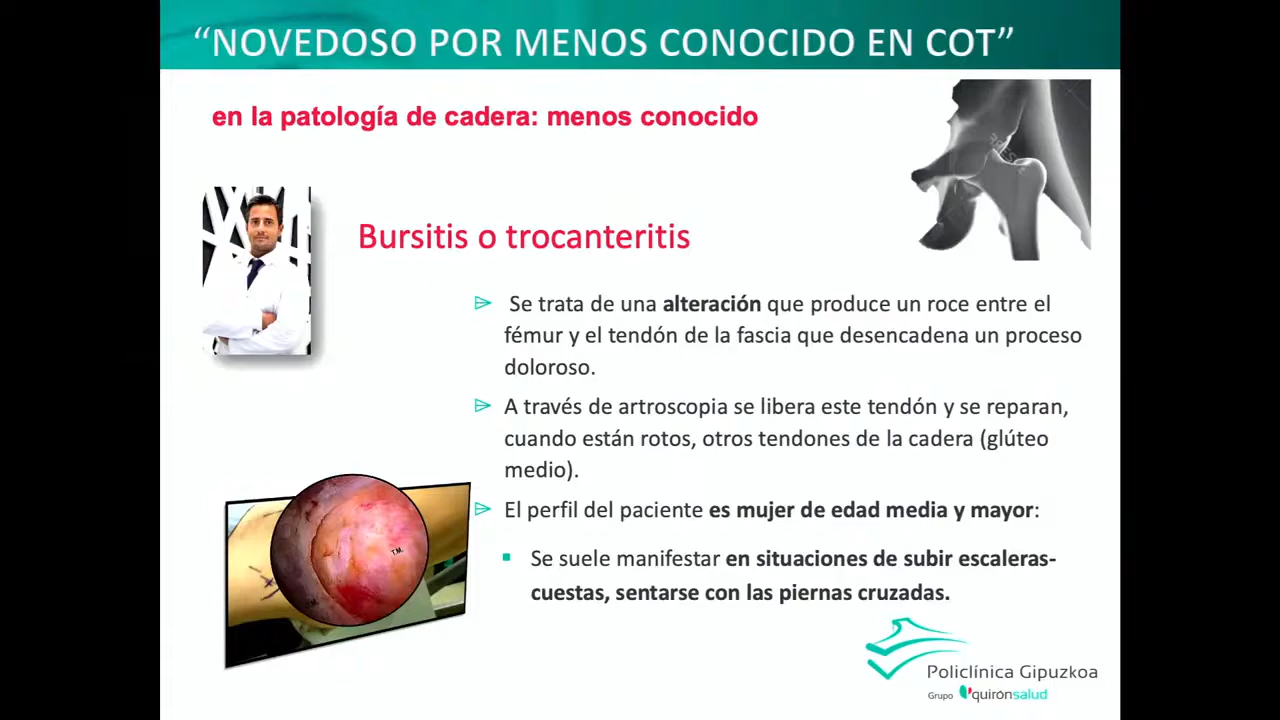 “NOVEDOSO POR MENOS CONOCIDO EN COT”
en la patología de cadera: menos conocido
Bursitis o trocanteritis
Se trata de una alteración que produce un roce entre el
fémur y el tendón de la fascia que desencadena un proceso
doloroso.
A través de artroscopia se libera este tendón y se reparan,
cuando están rotos, otros tendones de la cadera (glúteo
medio).
El perfil del paciente es mujer de edad media y mayor:
Se suele manifestar en situaciones de subir escaleras-
cuestas, sentarse con las piernas cruzadas.
T.M.
Policlínica Gipuzkoa
Grupo quirónsalud